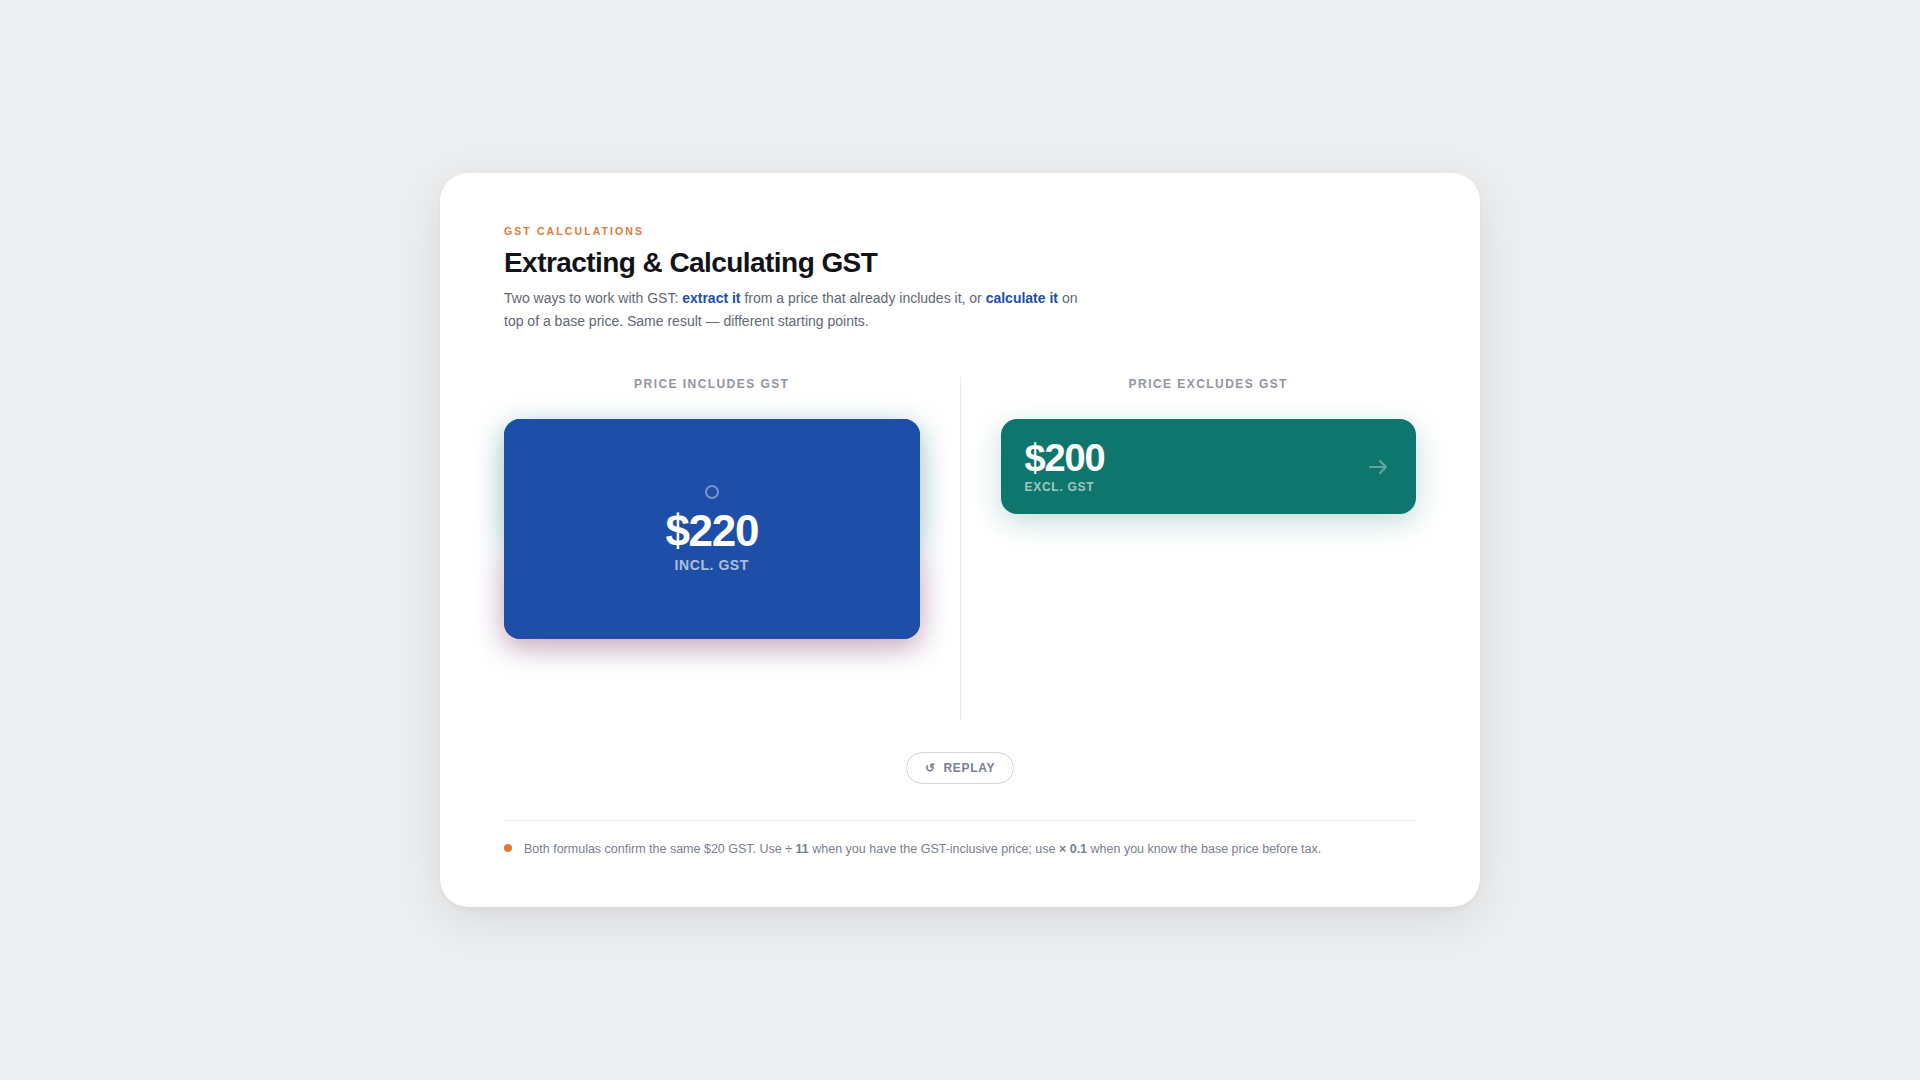 GST CALCULATIONS
Extracting & Calculating GST
Two ways to work with GST: extract it from a price that already includes it, or calculate it on
top of a base price. Same result — different starting points.
PRICE INCLUDES GST
$220
INCL. GST
PRICE EXCLUDES GST
$200
EXCL. GST
↺ REPLAY
Both formulas confirm the same $20 GST. Use ÷ 11 when you have the GST-inclusive price; use × 0.1 when you know the base price before tax.